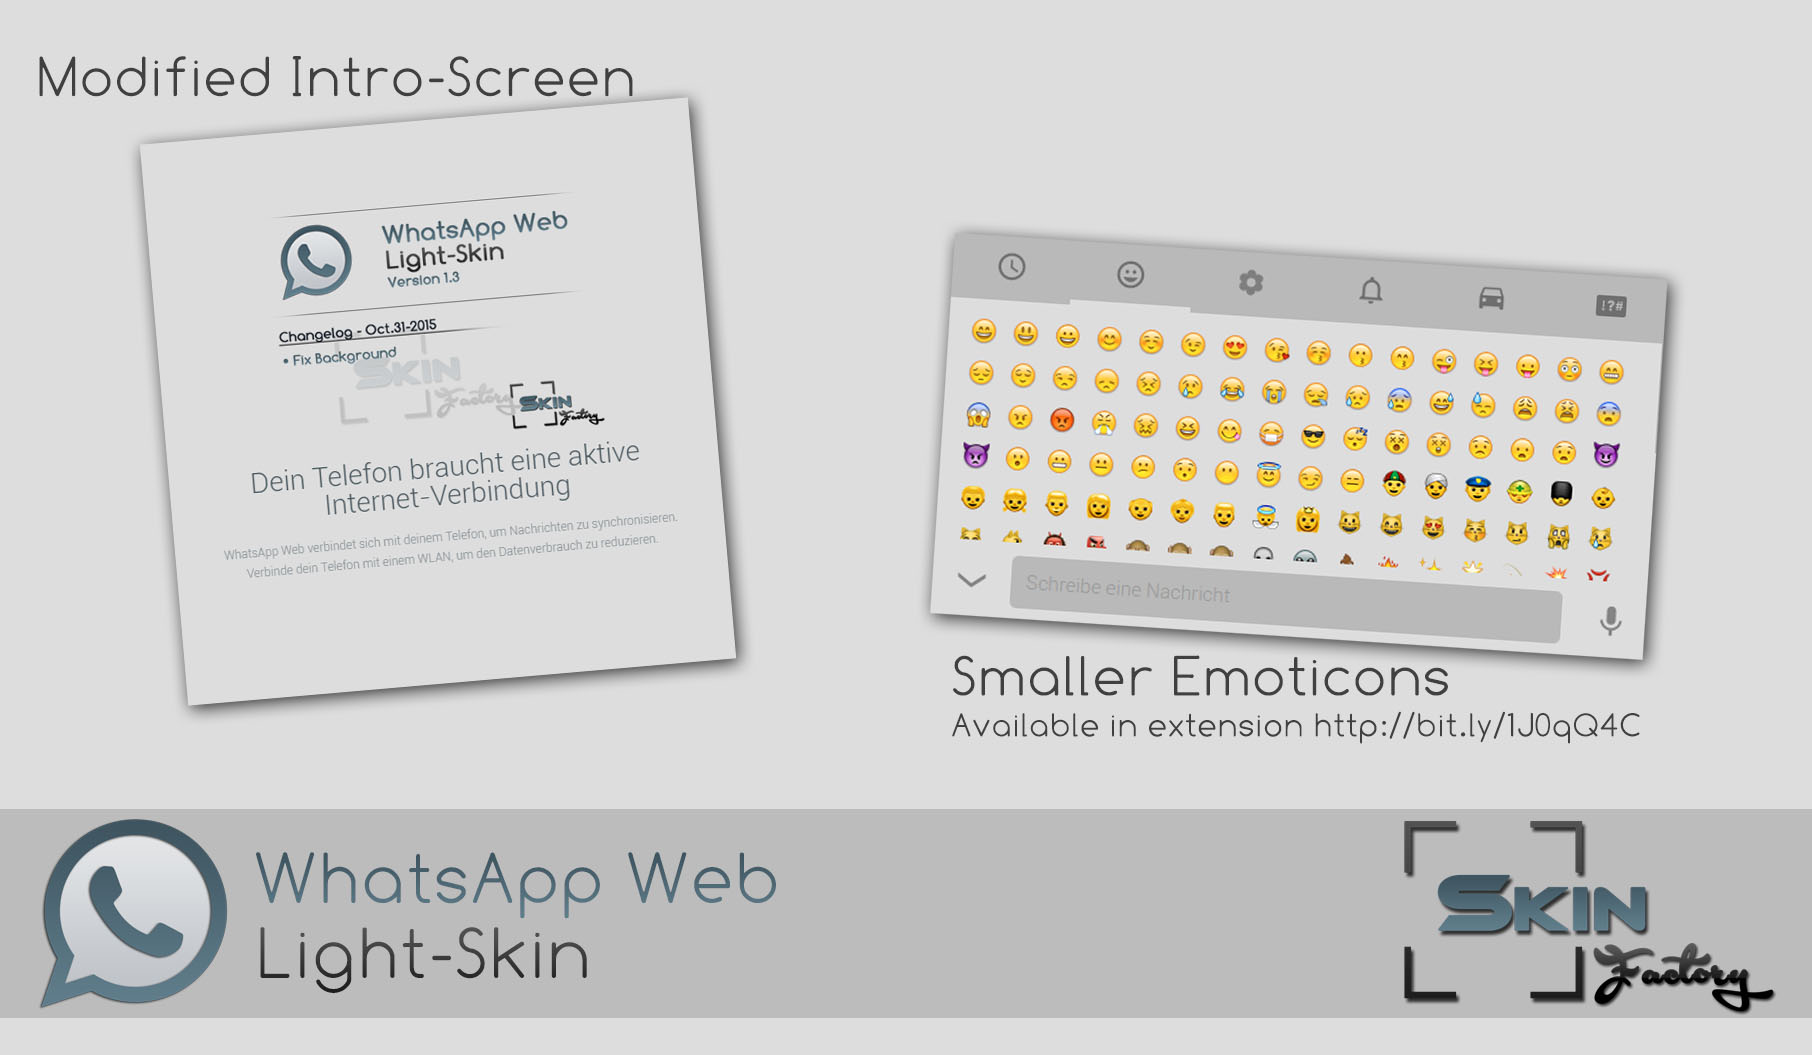 Modified Intro-Screen
WhatsApp Web
Light-Skin
Version 1.3
Changelog - Oct.31-2015
• Fix Background
SKIN
Factory
SKIN
Factory
Dein Telefon braucht eine aktive
Internet-Verbindung
WhatsApp Web verbindet sich mit deinem Telefon, um Nachrichten zu synchronisieren.
Verbinde dein Telefon mit einem WLAN, um den Datenverbrauch zu reduzieren.
!?#
Schreibe eine Nachricht
Smaller Emoticons
Available in extension http://bit.ly/1J0qQ4C
WhatsApp Web
Light-Skin
SKIN
Factory